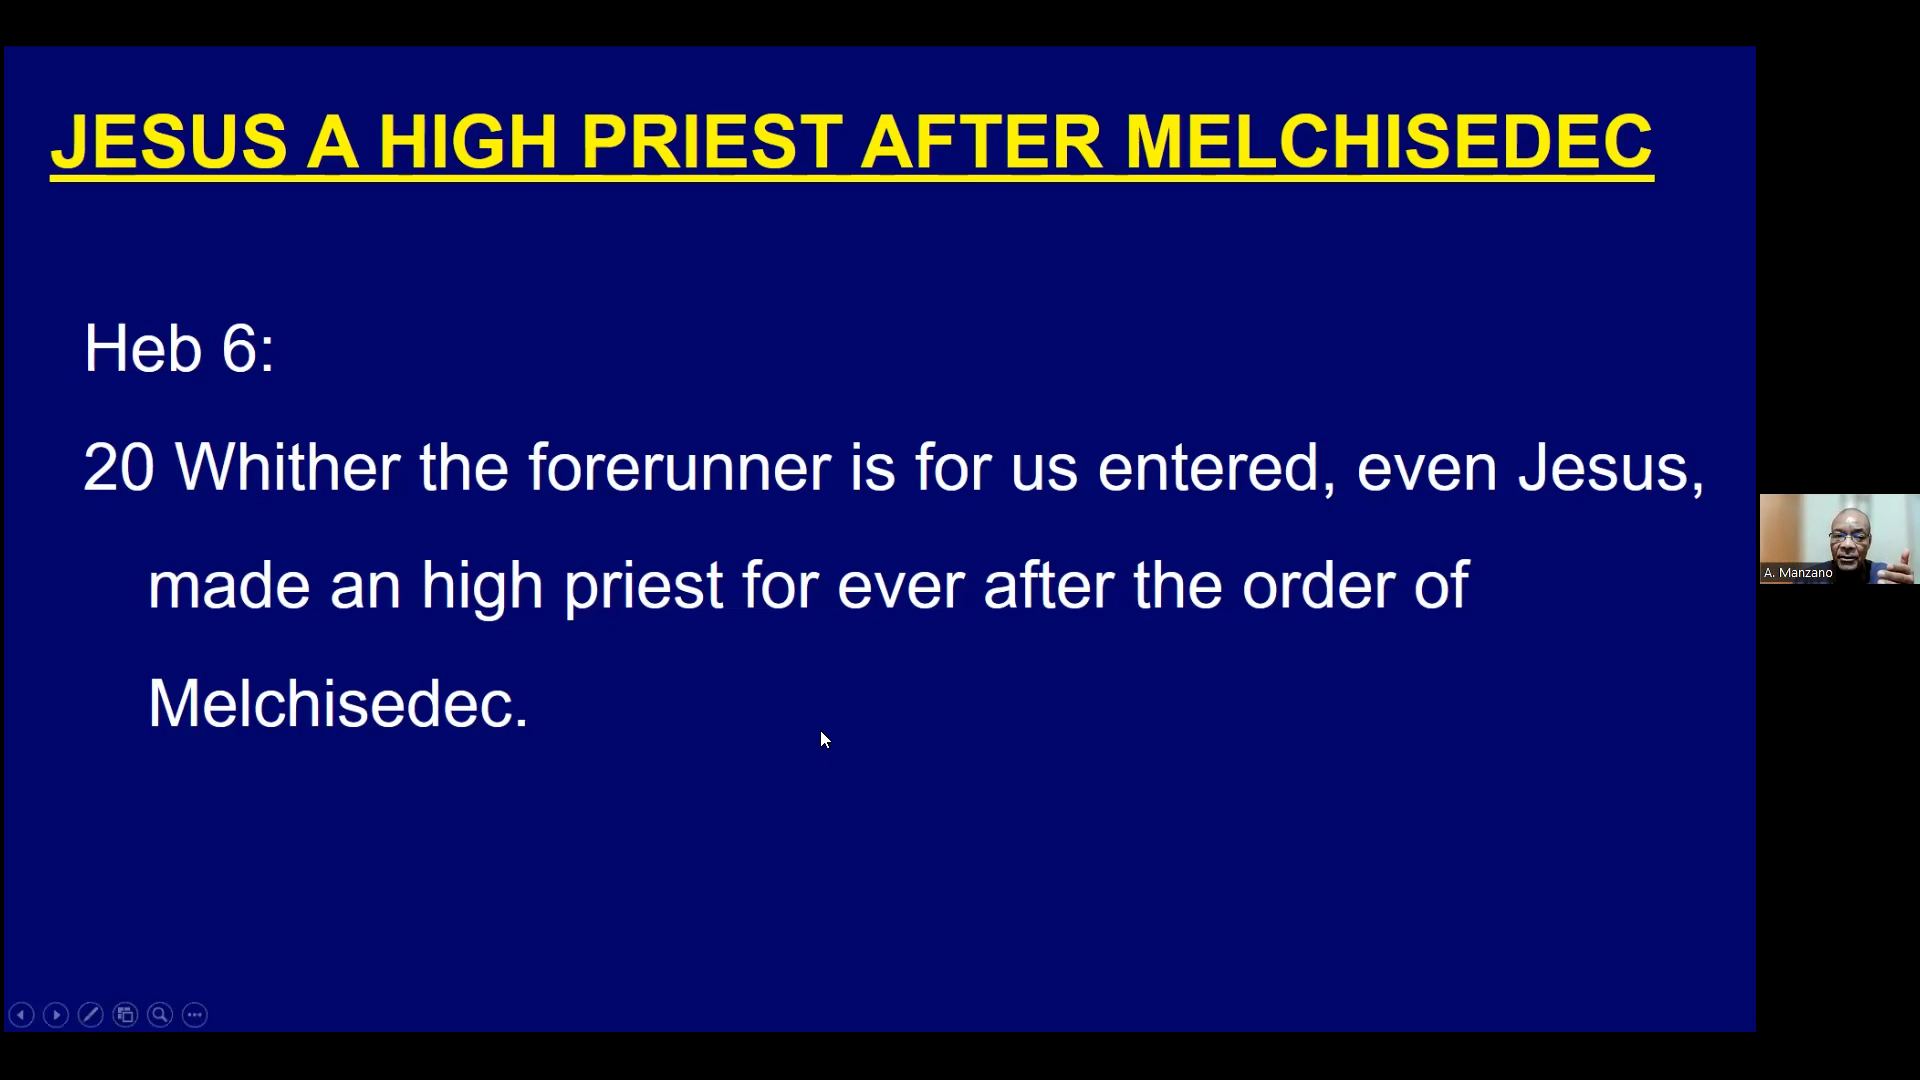 JESUS A HIGH PRIEST AFTER MELCHISEDEC
Heb 6:
20 Whither the forerunner is for us entered, even Jesus,
made an high priest for ever after the order of
Melchisedec.
A. Manzano